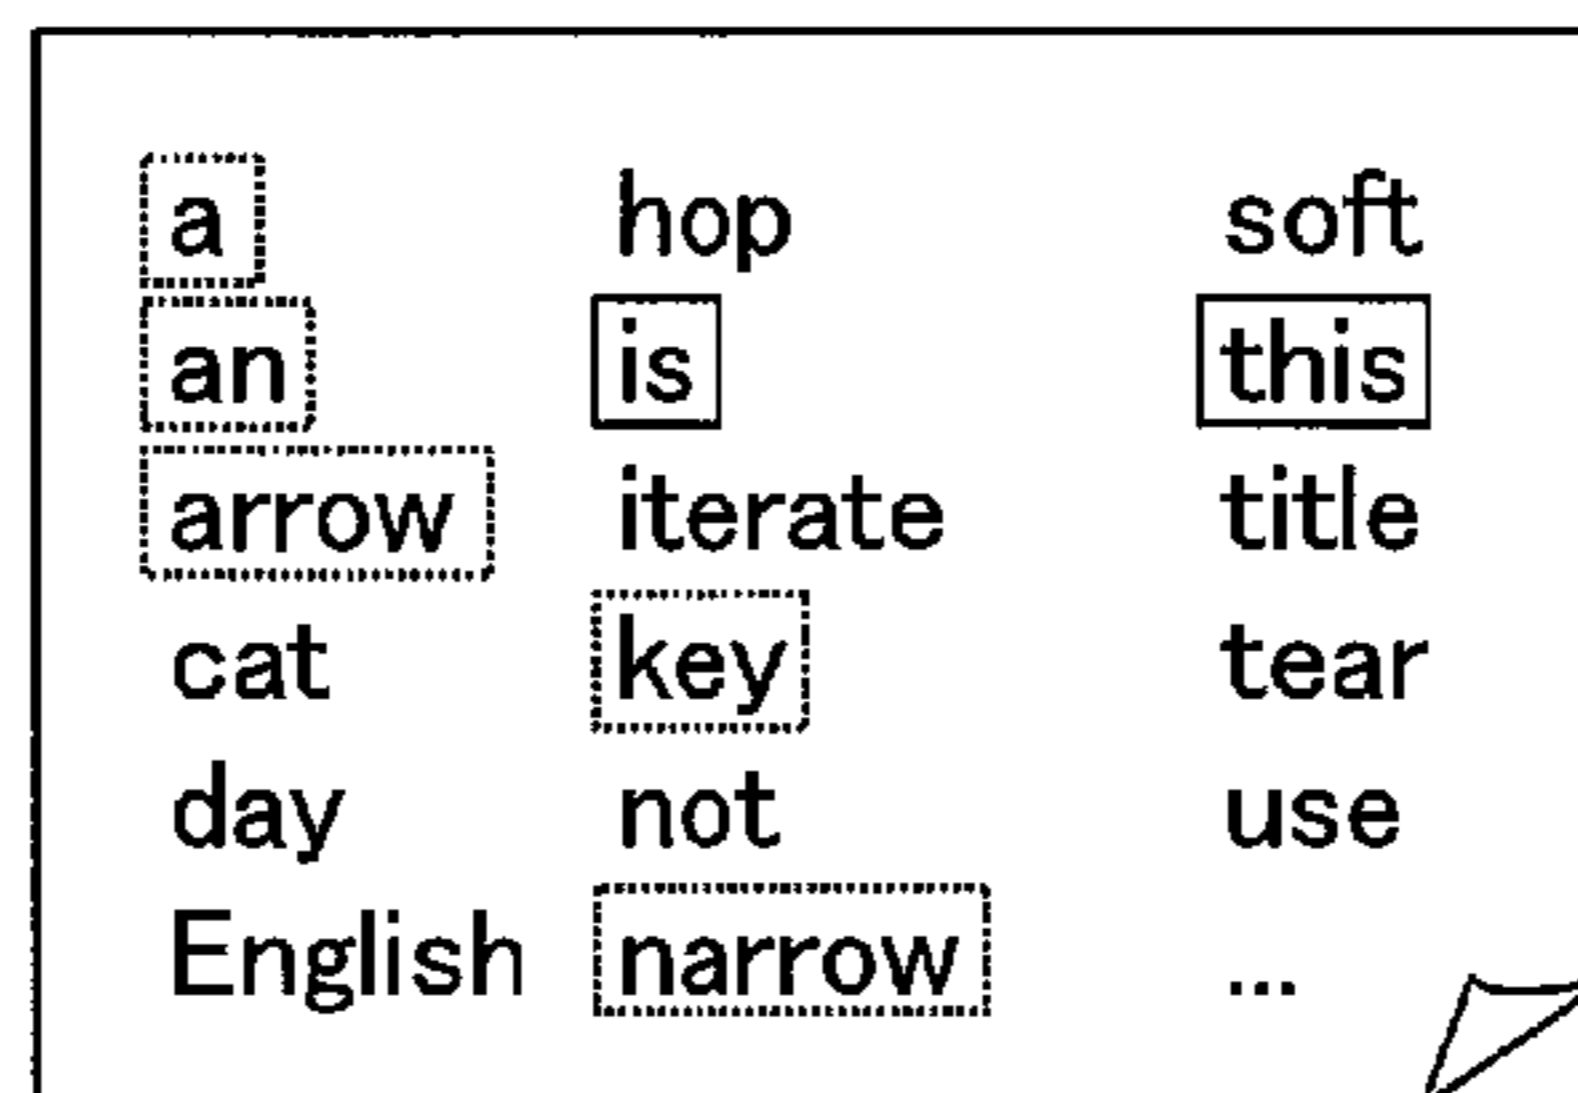 a
an
arrow
cat
day
English
hop
is
iterate
key
not
narrow
soft
this
title
tear
use
...